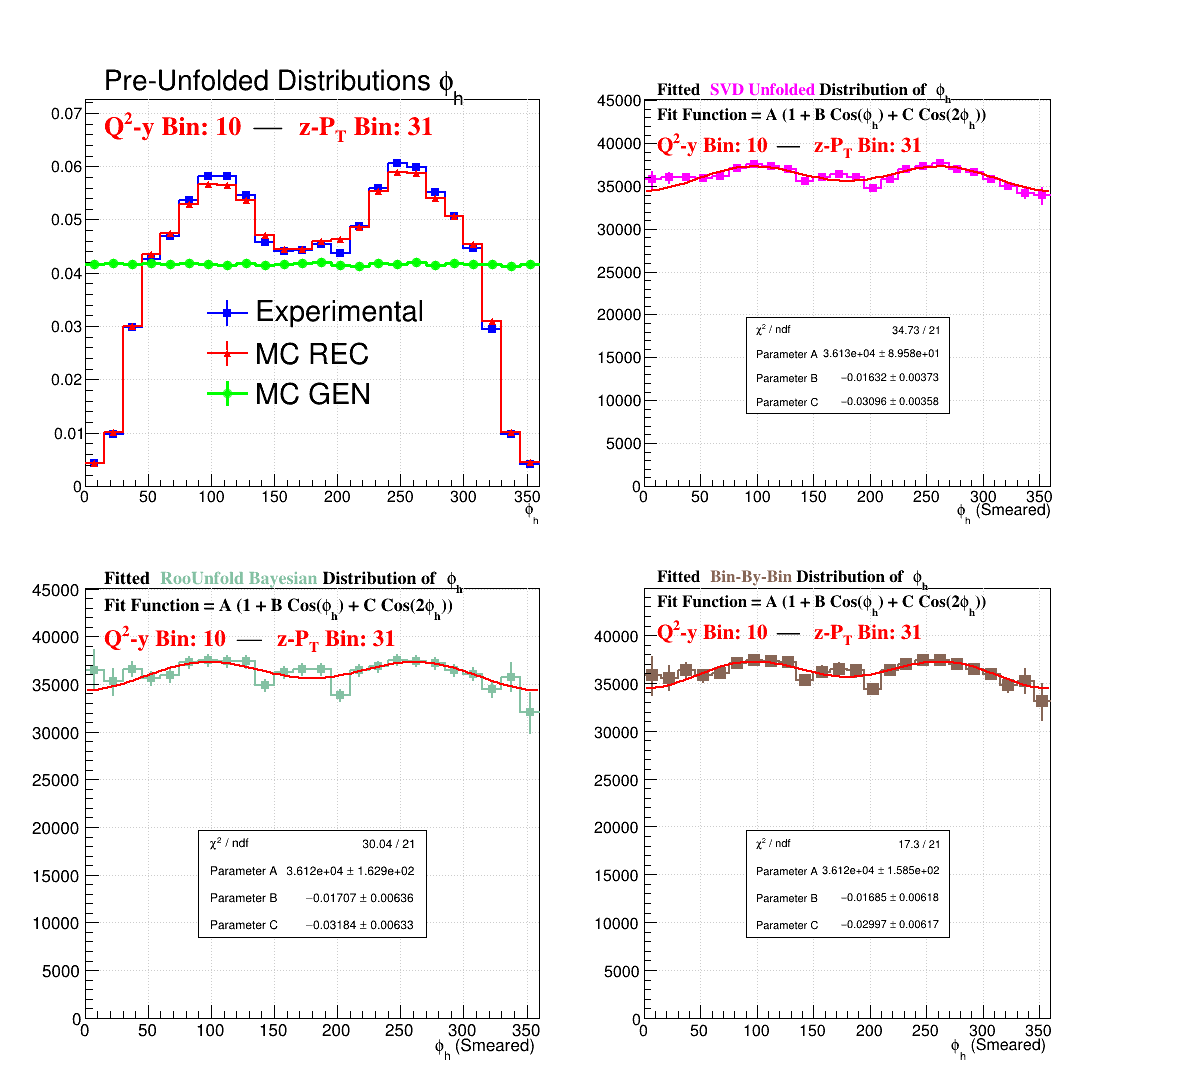 Pre-Unfolded Distributions ϕh
Q²-y Bin: 10 — z-PT Bin: 31
0.07
0.06
0.05
0.04
0.03
0.02
0.01
0
Experimental
MC REC
MC GEN
0 50 100 150 200 250 300 350
ϕh
Fitted SVD Unfolded Distribution of ϕh
Fit Function = A (1 + B Cos(ϕh) + C Cos(2ϕh))
Q²-y Bin: 10 — z-PT Bin: 31
45000
40000
35000
30000
25000
20000
15000
10000
5000
0
χ² / ndf 34.73 / 21
Parameter A 3.613e+04 ± 8.958e+01
Parameter B −0.01632 ± 0.00373
Parameter C −0.03096 ± 0.00358
0 50 100 150 200 250 300 350
ϕh (Smeared)
Fitted RooUnfold Bayesian Distribution of ϕh
Fit Function = A (1 + B Cos(ϕh) + C Cos(2ϕh))
Q²-y Bin: 10 — z-PT Bin: 31
45000
40000
35000
30000
25000
20000
15000
10000
5000
0
χ² / ndf 30.04 / 21
Parameter A 3.612e+04 ± 1.629e+02
Parameter B −0.01707 ± 0.00636
Parameter C −0.03184 ± 0.00633
0 50 100 150 200 250 300 350
ϕh (Smeared)
Fitted Bin-By-Bin Distribution of ϕh
Fit Function = A (1 + B Cos(ϕh) + C Cos(2ϕh))
Q²-y Bin: 10 — z-PT Bin: 31
40000
35000
30000
25000
20000
15000
10000
5000
0
χ² / ndf 17.3 / 21
Parameter A 3.612e+04 ± 1.585e+02
Parameter B −0.01685 ± 0.00618
Parameter C −0.02997 ± 0.00617
0 50 100 150 200 250 300 350
ϕh (Smeared)